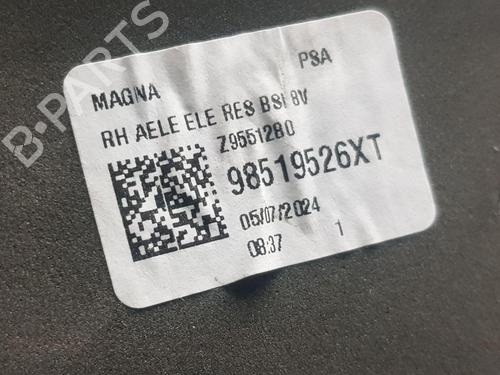 B-PARTS
PSA
MAGNA
RH AELE ELE RES BSI 8V
Z9551280
98519526XT
05/07/2024
08:37 1